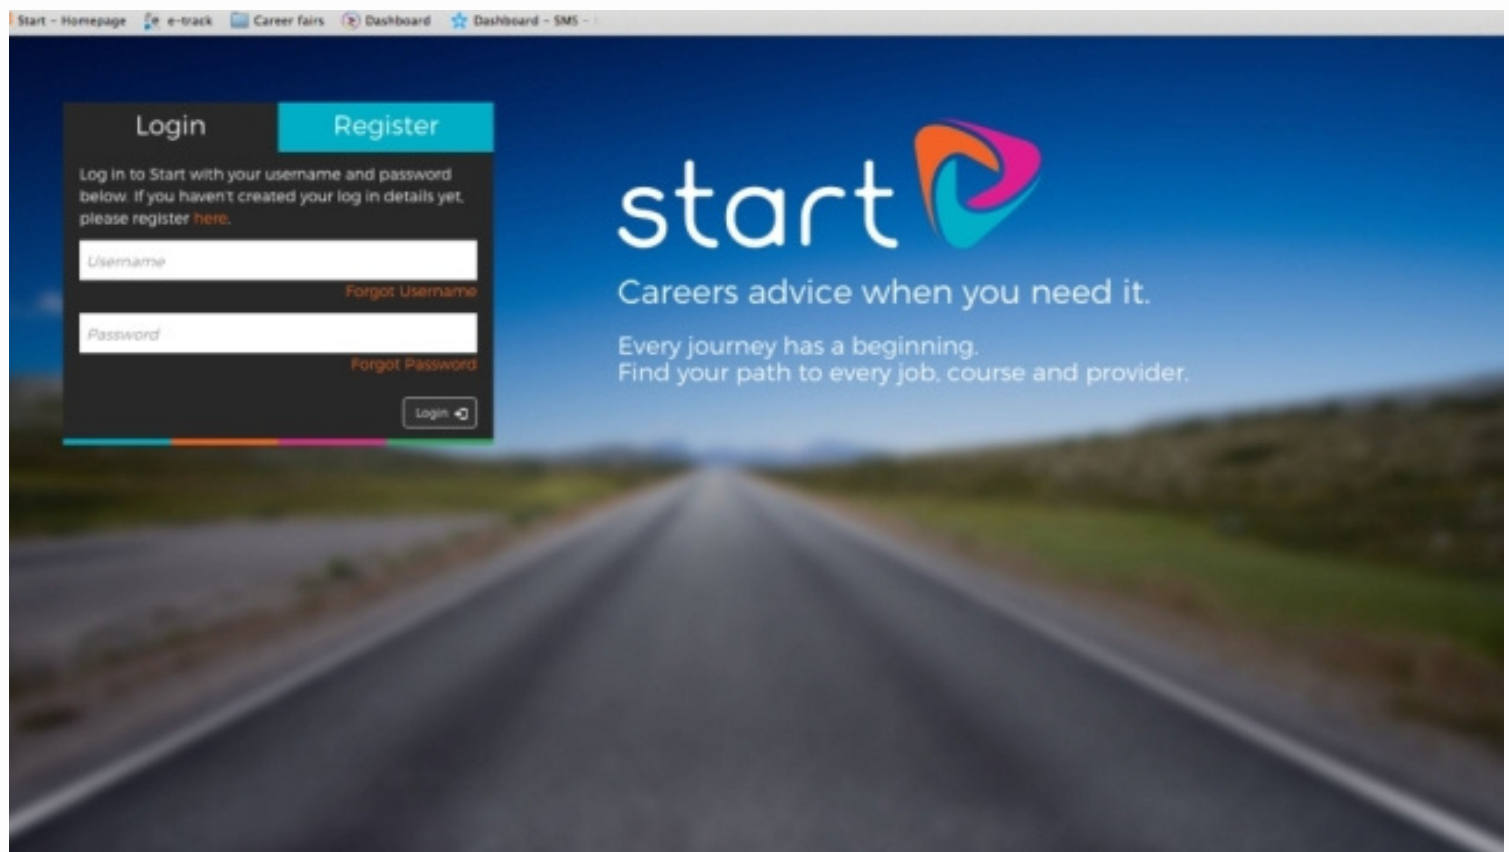 Start - Homepage e-track Career fairs Dashboard Dashboard - SMS -
Login Register
Log in to Start with your username and password
below. If you haven't created your log in details yet,
please register here.
Username
Forgot Username
Password
Forgot Password
Login
start
Careers advice when you need it.
Every journey has a beginning.
Find your path to every job, course and provider.